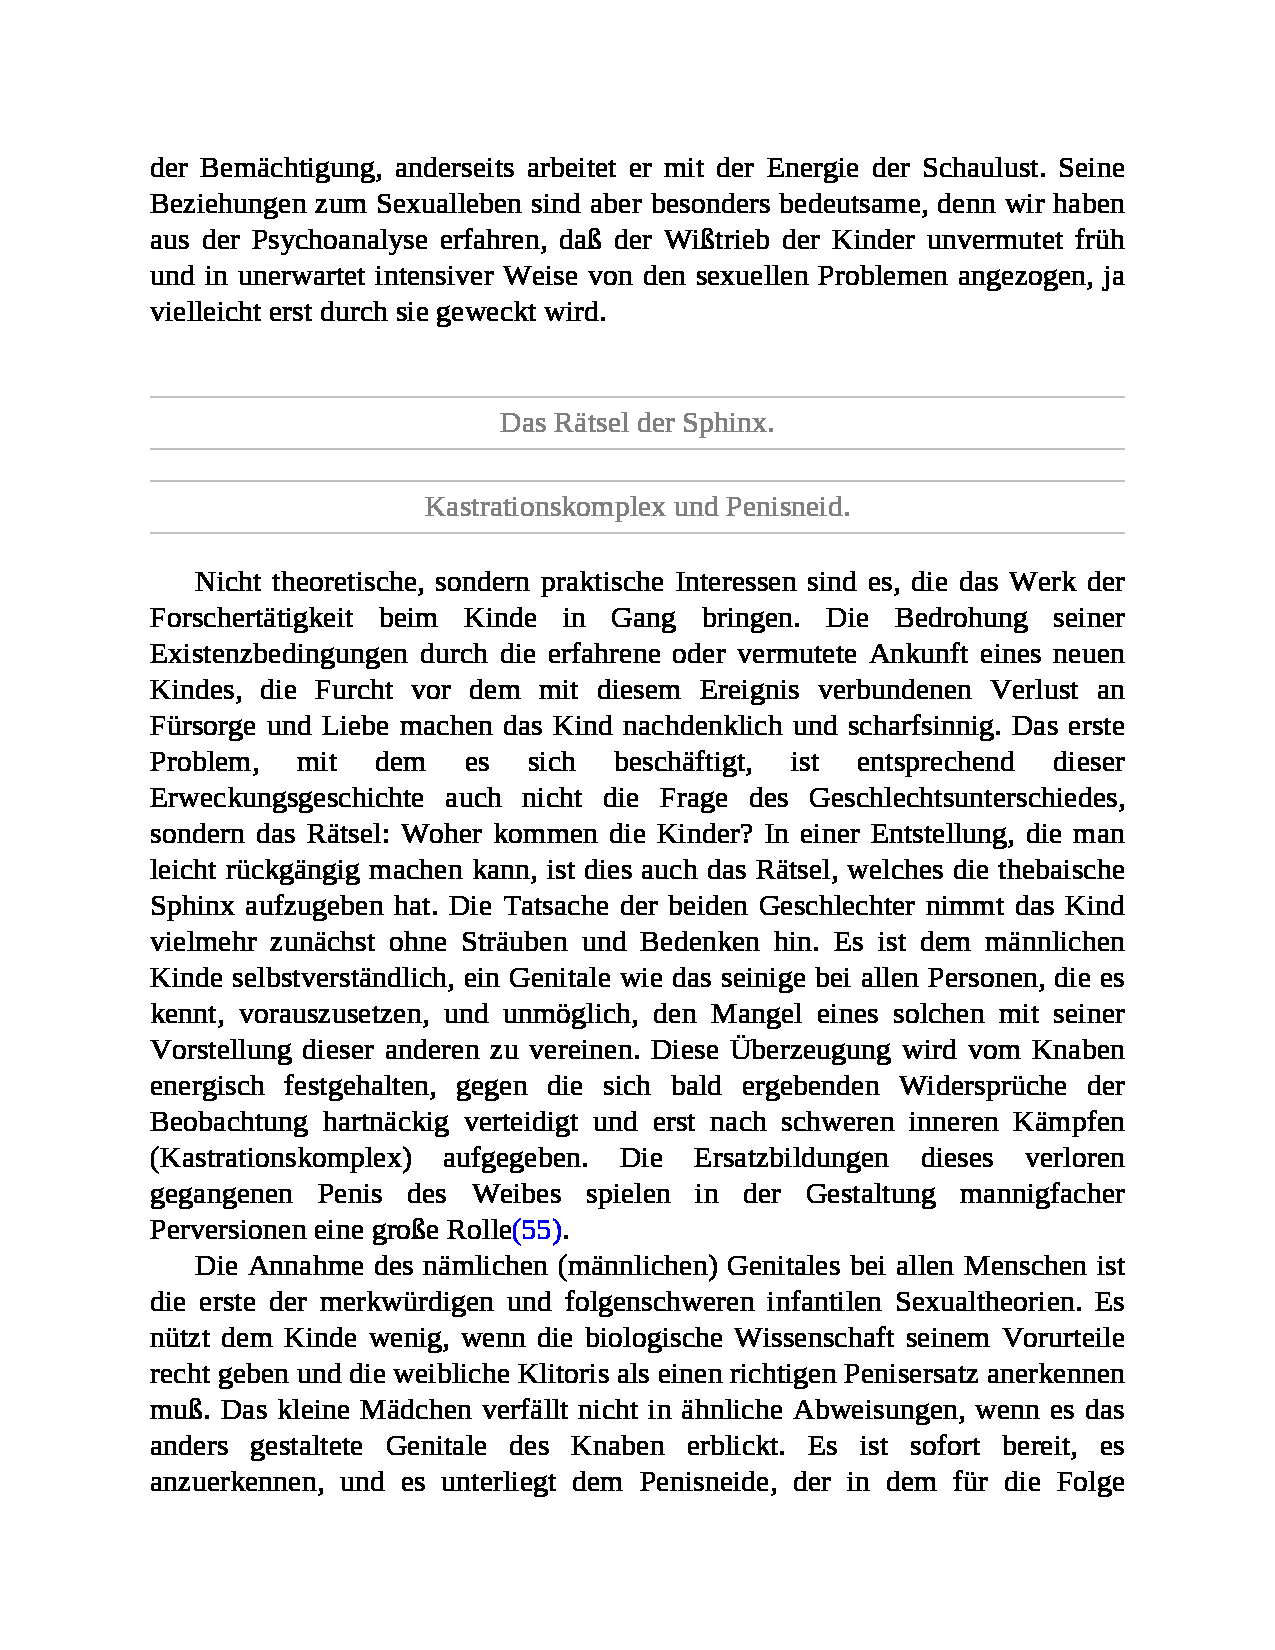 der Bemächtigung, anderseits arbeitet er mit der Energie der Schaulust. Seine
Beziehungen zum Sexualleben sind aber besonders bedeutsame, denn wir haben
aus der Psychoanalyse erfahren, daß der Wißtrieb der Kinder unvermutet früh
und in unerwartet intensiver Weise von den sexuellen Problemen angezogen, ja
vielleicht erst durch sie geweckt wird.
Das Rätsel der Sphinx.
Kastrationskomplex und Penisneid.
Nicht theoretische, sondern praktische Interessen sind es, die das Werk der
Forschertätigkeit beim Kinde in Gang bringen. Die Bedrohung seiner
Existenzbedingungen durch die erfahrene oder vermutete Ankunft eines neuen
Kindes, die Furcht vor dem mit diesem Ereignis verbundenen Verlust an
Fürsorge und Liebe machen das Kind nachdenklich und scharfsinnig. Das erste
Problem, mit dem es sich beschäftigt, ist entsprechend dieser
Erweckungsgeschichte auch nicht die Frage des Geschlechtsunterschiedes,
sondern das Rätsel: Woher kommen die Kinder? In einer Entstellung, die man
leicht rückgängig machen kann, ist dies auch das Rätsel, welches die thebaische
Sphinx aufzugeben hat. Die Tatsache der beiden Geschlechter nimmt das Kind
vielmehr zunächst ohne Sträuben und Bedenken hin. Es ist dem männlichen
Kinde selbstverständlich, ein Genitale wie das seinige bei allen Personen, die es
kennt, vorauszusetzen, und unmöglich, den Mangel eines solchen mit seiner
Vorstellung dieser anderen zu vereinen. Diese Überzeugung wird vom Knaben
energisch festgehalten, gegen die sich bald ergebenden Widersprüche der
Beobachtung hartnäckig verteidigt und erst nach schweren inneren Kämpfen
(Kastrationskomplex) aufgegeben. Die Ersatzbildungen dieses verloren
gegangenen Penis des Weibes spielen in der Gestaltung mannigfacher
Perversionen eine große Rolle(55).
Die Annahme des nämlichen (männlichen) Genitales bei allen Menschen ist
die erste der merkwürdigen und folgenschweren infantilen Sexualtheorien. Es
nützt dem Kinde wenig, wenn die biologische Wissenschaft seinem Vorurteile
recht geben und die weibliche Klitoris als einen richtigen Penisersatz anerkennen
muß. Das kleine Mädchen verfällt nicht in ähnliche Abweisungen, wenn es das
anders gestaltete Genitale des Knaben erblickt. Es ist sofort bereit, es
anzuerkennen, und es unterliegt dem Penisneide, der in dem für die Folge